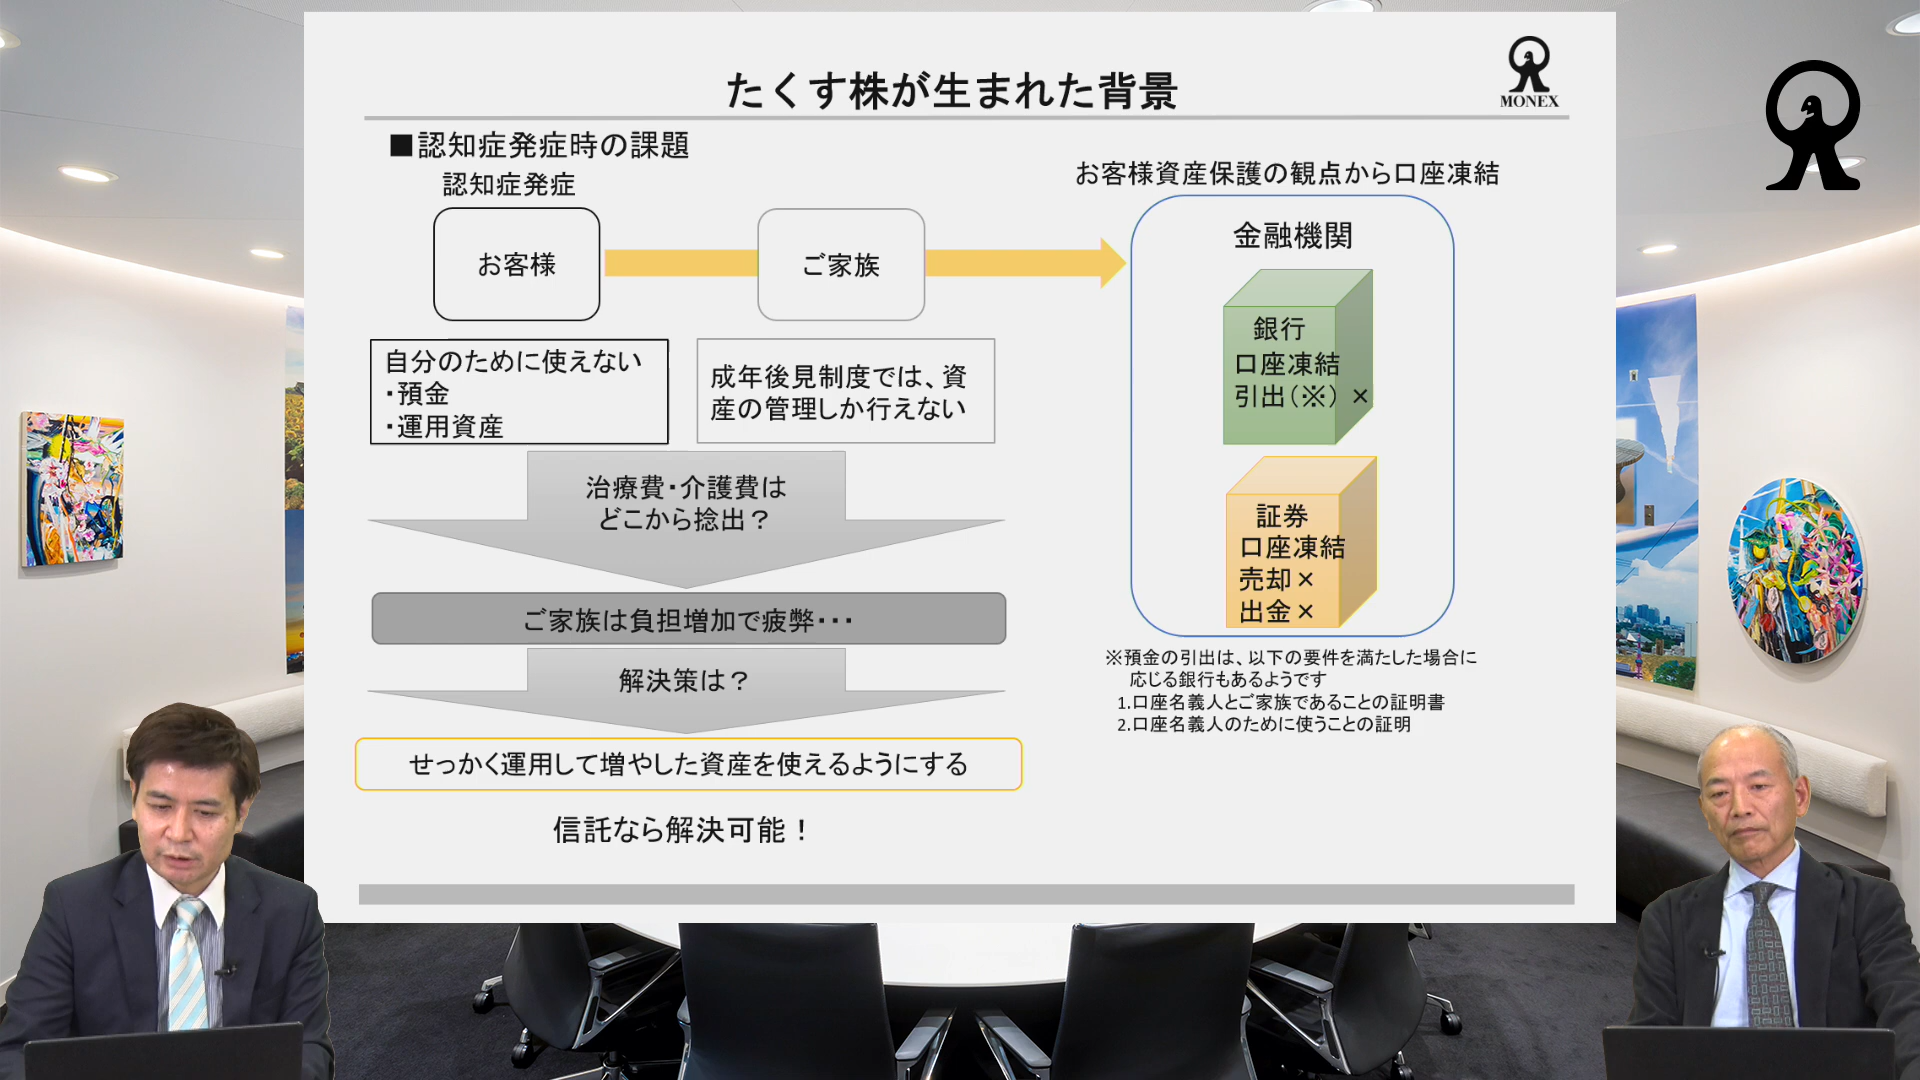 たくす株が生まれた背景
MONEX
■認知症発症時の課題
認知症発症
お客様
ご家族
自分のために使えない
・預金
・運用資産
成年後見制度では、資
産の管理しか行えない
治療費・介護費は
どこから捻出？
ご家族は負担増加で疲弊・・・
解決策は？
せっかく運用して増やした資産を使えるようにする
信託なら解決可能！
お客様資産保護の観点から口座凍結
金融機関
銀行
口座凍結
引出（※）×
証券
口座凍結
売却×
出金×
※預金の引出は、以下の要件を満たした場合に
応じる銀行もあるようです
1.口座名義人とご家族であることの証明書
2.口座名義人のために使うことの証明